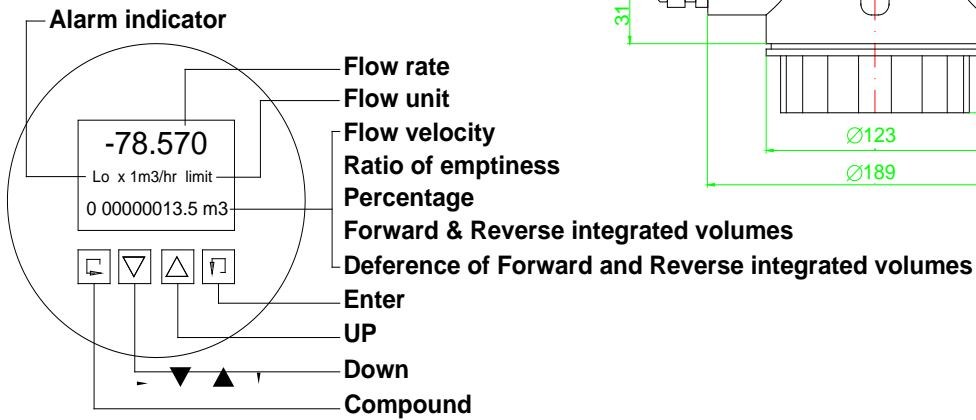 Alarm indicator
Flow rate
Flow unit
Flow velocity
Ratio of emptiness
Percentage
Forward & Reverse integrated volumes
Deference of Forward and Reverse integrated volumes
Enter
UP
Down
Compound
-78.570
Lo x 1m3/hr limit
0 00000013.5 m3
31
Ø123
Ø189